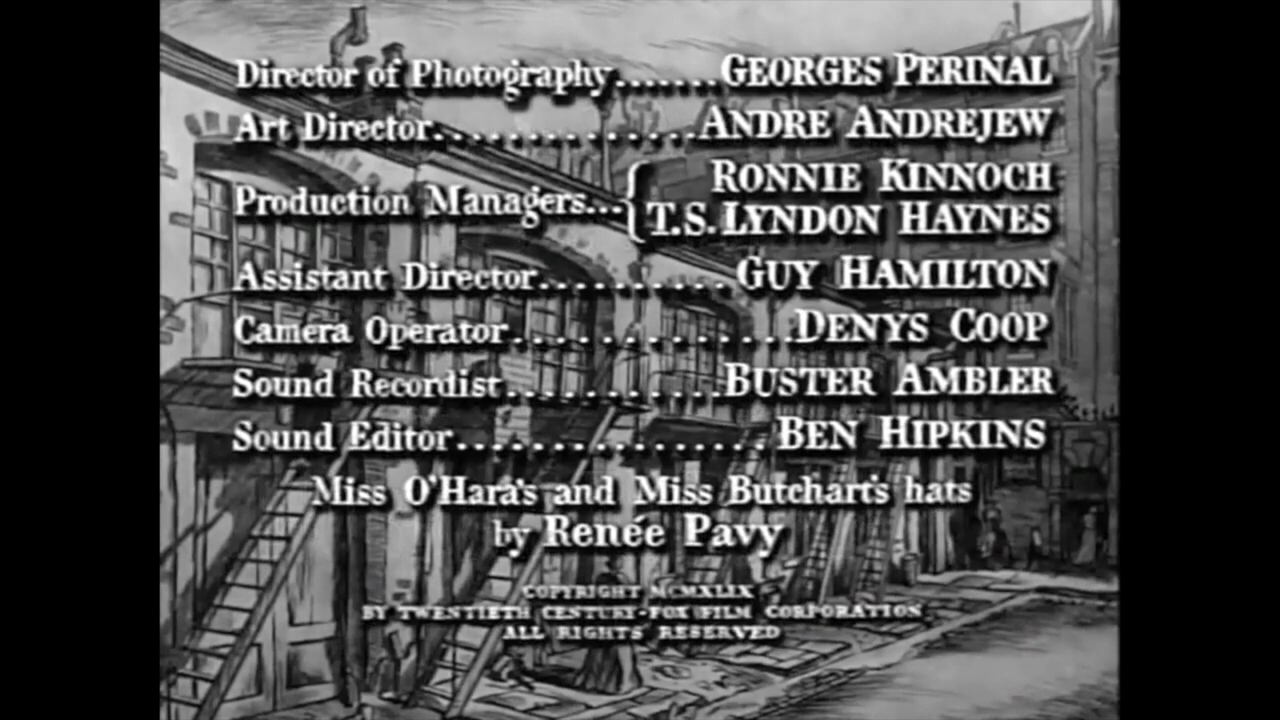 Director of Photography.......GEORGES PERINAL
Art Director..............ANDRE ANDREJEW
Production Managers...{RONNIE KINNOCH
T.S. LYNDON HAYNES
Assistant Director..........GUY HAMILTON
Camera Operator..............DENYS COOP
Sound Recordist...........BUSTER AMBLER
Sound Editor................BEN HIPKINS
Miss O'Hara's and Miss Butchart's hats
by Renée Pavy
COPYRIGHT MCMXLIX
BY TWENTIETH CENTURY-FOX FILM CORPORATION
ALL RIGHTS RESERVED